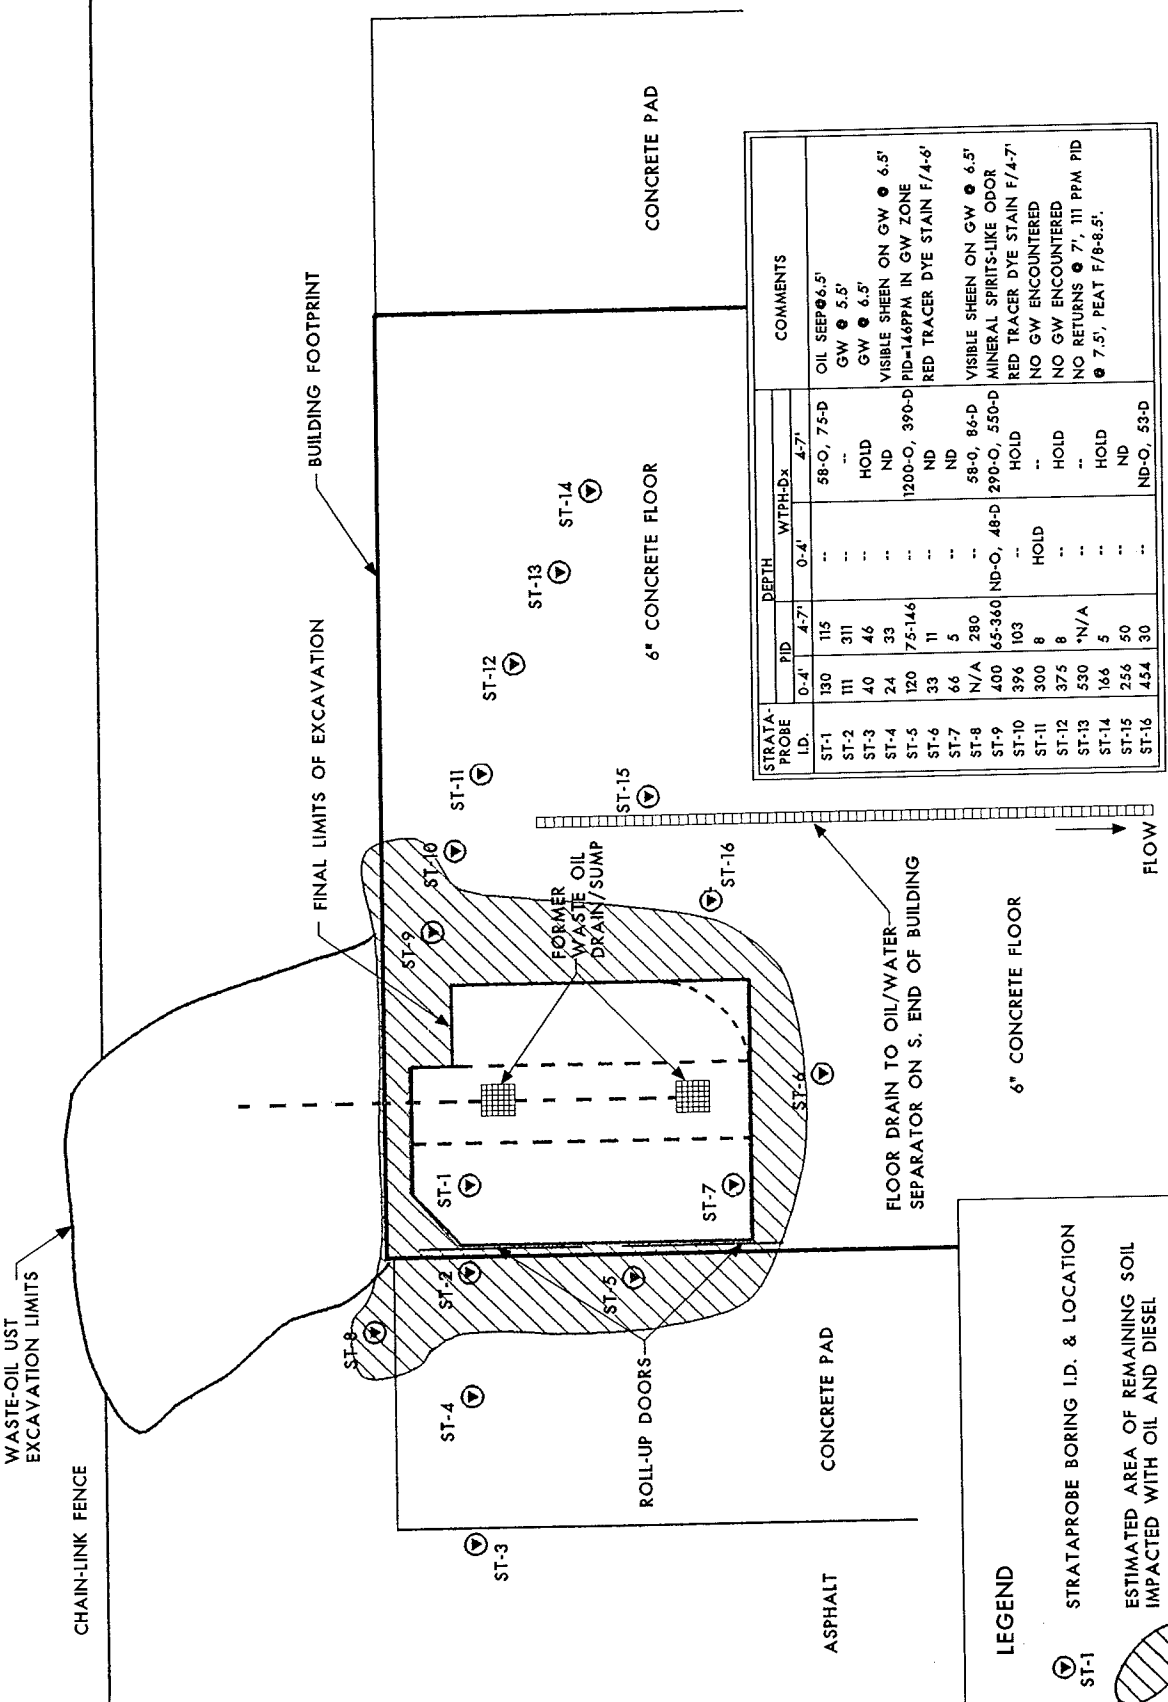 WASTE-OIL UST
EXCAVATION LIMITS
CHAIN-LINK FENCE
FINAL LIMITS OF EXCAVATION
BUILDING FOOTPRINT
CONCRETE PAD
ST-8
ST-4
ST-3
ST-2
ST-5
ST-1
ST-7
ST-9
ST-10
ST-11
ST-12
ST-13
ST-14
ST-15
ST-16
ST-6
FORMER
WASTE OIL
DRAIN/SUMP
6" CONCRETE FLOOR
ROLL-UP DOORS
CONCRETE PAD
ASPHALT
FLOOR DRAIN TO OIL/WATER
SEPARATOR ON S. END OF BUILDING
6" CONCRETE FLOOR
FLOW
STRATA-PROBE I.D. DEPTH COMMENTS
PID WTPH-Dx
0-4' 4-7' 0-4' 4-7'
ST-1 130 115 -- 58-O, 75-D OIL SEEP@6.5'
ST-2 111 311 -- -- GW @ 5.5'
ST-3 40 46 -- HOLD GW @ 6.5'
ST-4 24 33 -- ND VISIBLE SHEEN ON GW @ 6.5'
ST-5 120 75-146 -- 1200-O, 390-D PID=146PPM IN GW ZONE
ST-6 33 11 -- ND RED TRACER DYE STAIN F/4-6'
ST-7 66 5 -- ND
ST-8 N/A 280 -- 58-O, 86-D VISIBLE SHEEN ON GW @ 6.5'
ST-9 400 65-360 ND-O, 48-D 290-O, 550-D MINERAL SPIRITS-LIKE ODOR
ST-10 396 103 -- HOLD RED TRACER DYE STAIN F/4-7'
ST-11 300 8 HOLD -- NO GW ENCOUNTERED
ST-12 375 8 -- HOLD NO GW ENCOUNTERED
ST-13 530 *N/A -- -- NO RETURNS @ 7', 111 PPM PID
ST-14 166 5 -- HOLD @ 7.5', PEAT F/8-8.5'.
ST-15 256 50 -- ND
ST-16 454 30 -- ND-O, 53-D
LEGEND
ST-1
STRATAPROBE BORING I.D. & LOCATION
ESTIMATED AREA OF REMAINING SOIL
IMPACTED WITH OIL AND DIESEL